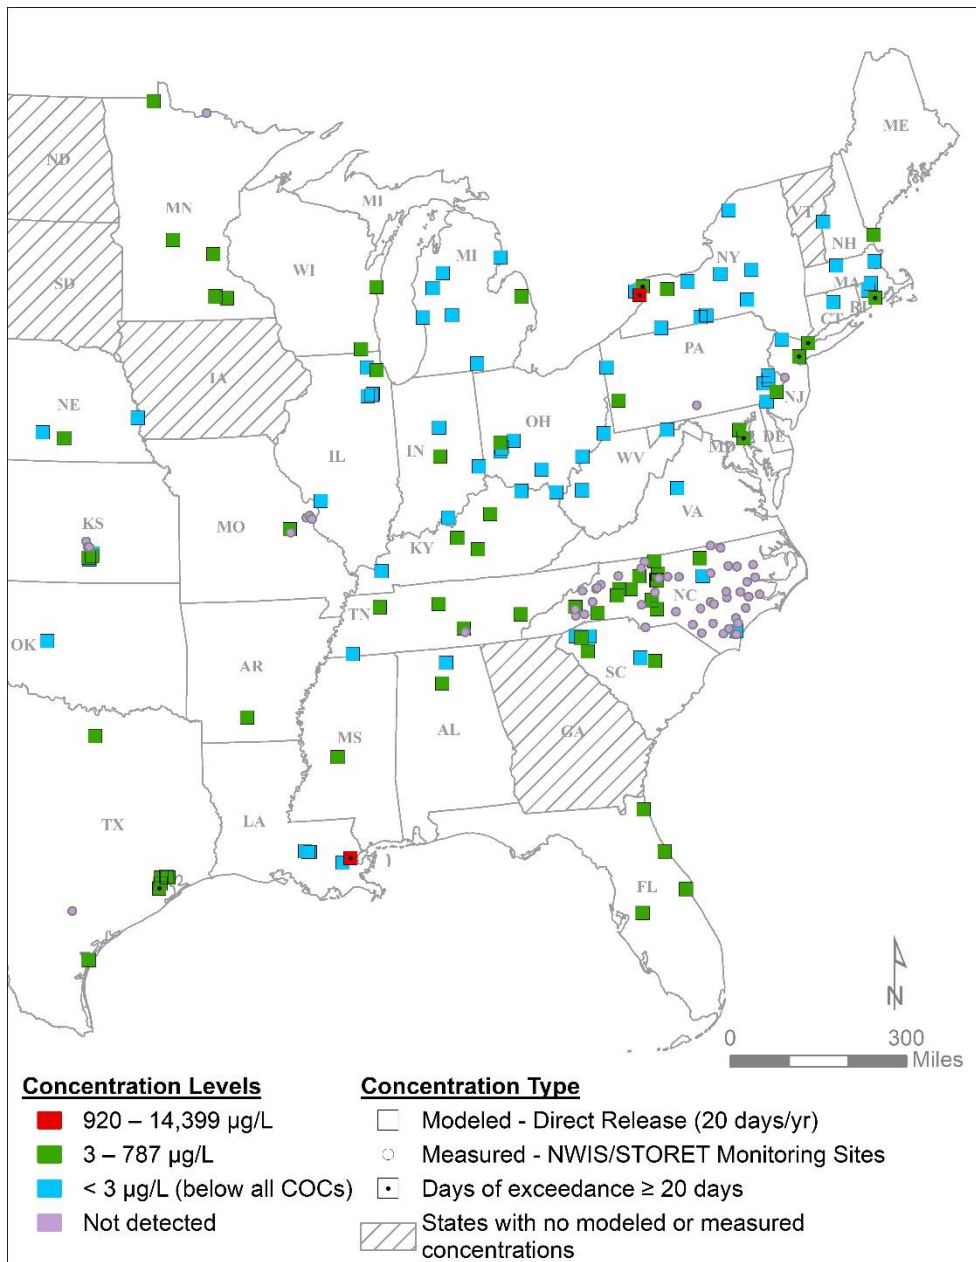 ME
ND
MN
MI
VT
NH
NY
MI
WI
SD
MA
RI
CT
PA
IA
NE
NJ
OH
IL
IN
MD
DE
WV
VA
KS
MO
KY
NC
TN
OK
AR
SC
MS
AL
GA
TX
LA
FL
N
0 300
Miles
Concentration Levels
920 – 14,399 µg/L
3 – 787 µg/L
< 3 µg/L (below all COCs)
Not detected
Concentration Type
Modeled - Direct Release (20 days/yr)
Measured - NWIS/STORET Monitoring Sites
Days of exceedance ≥ 20 days
States with no modeled or measured
concentrations